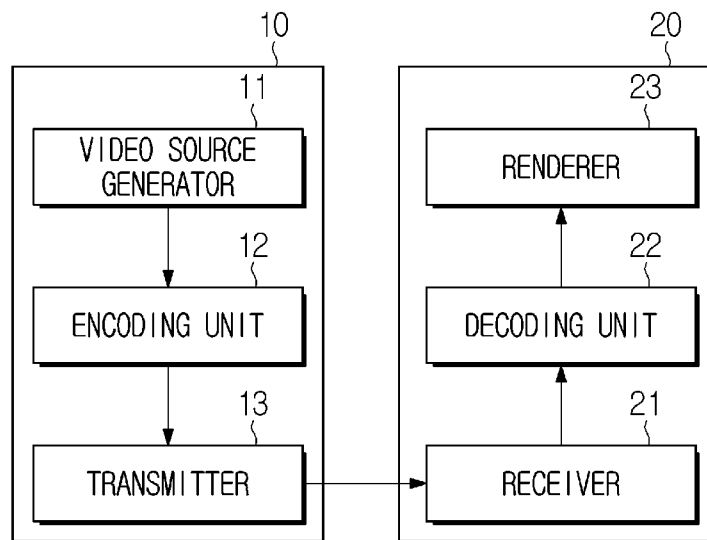 10
11
VIDEO SOURCE
GENERATOR
12
ENCODING UNIT
13
TRANSMITTER
20
23
RENDERER
22
DECODING UNIT
21
RECEIVER